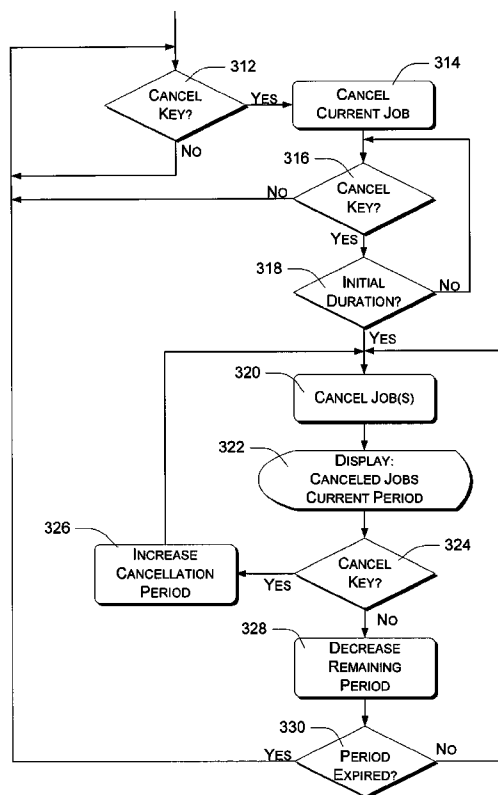 312
CANCEL
KEY?
YES
NO
314
CANCEL
CURRENT JOB
316
CANCEL
KEY?
NO
YES
318
INITIAL
DURATION?
NO
YES
320
CANCEL JOB(S)
322
DISPLAY:
CANCELED JOBS
CURRENT PERIOD
324
CANCEL
KEY?
YES
NO
326
INCREASE
CANCELLATION
PERIOD
328
DECREASE
REMAINING
PERIOD
330
PERIOD
EXPIRED?
YES
NO